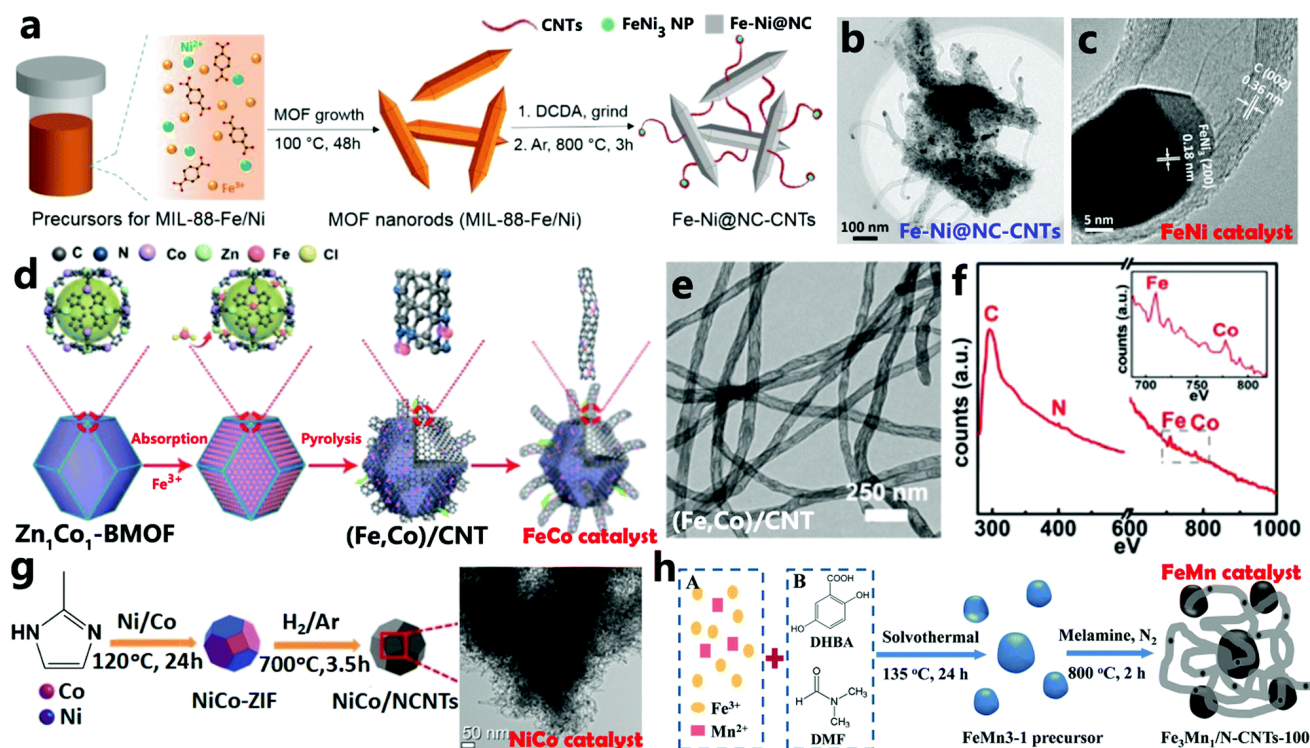 a
CNTs
FeNi3 NP
Fe-Ni@NC
Ni2+
Fe3+
MOF growth
100 °C, 48h
1. DCDA, grind
2. Ar, 800 °C, 3h
Precursors for MIL-88-Fe/Ni
MOF nanorods (MIL-88-Fe/Ni)
Fe-Ni@NC-CNTs
b
100 nm
Fe-Ni@NC-CNTs
c
C (002)
0.36 nm
FeNi3 (200)
0.18 nm
5 nm
FeNi catalyst
d
C N Co Zn Fe Cl
Absorption
Fe3+
Pyrolysis
Zn1Co1-BMOF
(Fe,Co)/CNT
FeCo catalyst
e
250 nm
(Fe,Co)/CNT
f
counts (a.u.)
C
N
Fe Co
300 400 600 800 1000
eV
counts (a.u.)
Fe
Co
700 750 800
eV
g
HN
N
Ni/Co
120°C, 24h
H2/Ar
700°C,3.5h
Co
Ni
NiCo-ZIF
NiCo/NCNTs
50 nm
NiCo catalyst
h
A
Fe3+
Mn2+
B
COOH
OH
HO
DHBA
O
H
N
CH3
CH3
DMF
Solvothermal
135 °C, 24 h
FeMn3-1 precursor
Melamine, N2
800 °C, 2 h
FeMn catalyst
Fe3Mn1/N-CNTs-100